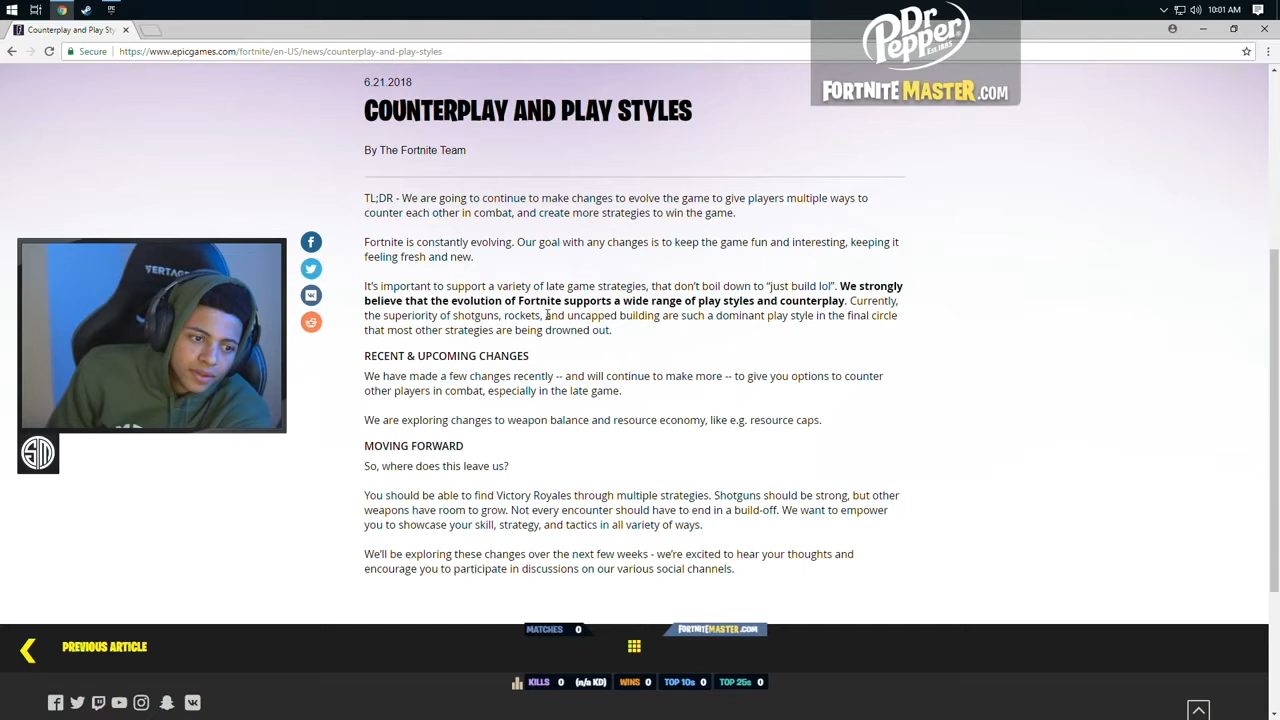 10:01 AM
Counterplay and Play Sty
Secure
https://www.epicgames.com/fortnite/en-US/news/counterplay-and-play-styles
Dr Pepper
EST. 1885
FORTNITEMASTER.COM
6.21.2018
COUNTERPLAY AND PLAY STYLES
By The Fortnite Team
TL;DR - We are going to continue to make changes to evolve the game to give players multiple ways to
counter each other in combat, and create more strategies to win the game.
Fortnite is constantly evolving. Our goal with any changes is to keep the game fun and interesting, keeping it
feeling fresh and new.
It's important to support a variety of late game strategies, that don't boil down to “just build lol”. We strongly
believe that the evolution of Fortnite supports a wide range of play styles and counterplay. Currently,
the superiority of shotguns, rockets, and uncapped building are such a dominant play style in the final circle
that most other strategies are being drowned out.
RECENT & UPCOMING CHANGES
We have made a few changes recently -- and will continue to make more -- to give you options to counter
other players in combat, especially in the late game.
We are exploring changes to weapon balance and resource economy, like e.g. resource caps.
MOVING FORWARD
So, where does this leave us?
You should be able to find Victory Royales through multiple strategies. Shotguns should be strong, but other
weapons have room to grow. Not every encounter should have to end in a build-off. We want to empower
you to showcase your skill, strategy, and tactics in all variety of ways.
We'll be exploring these changes over the next few weeks - we're excited to hear your thoughts and
encourage you to participate in discussions on our various social channels.
VERTAGEAR
TSM
MATCHES 0
FORTNITEMASTER.COM
PREVIOUS ARTICLE
KILLS 0 (n/a KD) WINS 0 TOP 10s 0 TOP 25s 0